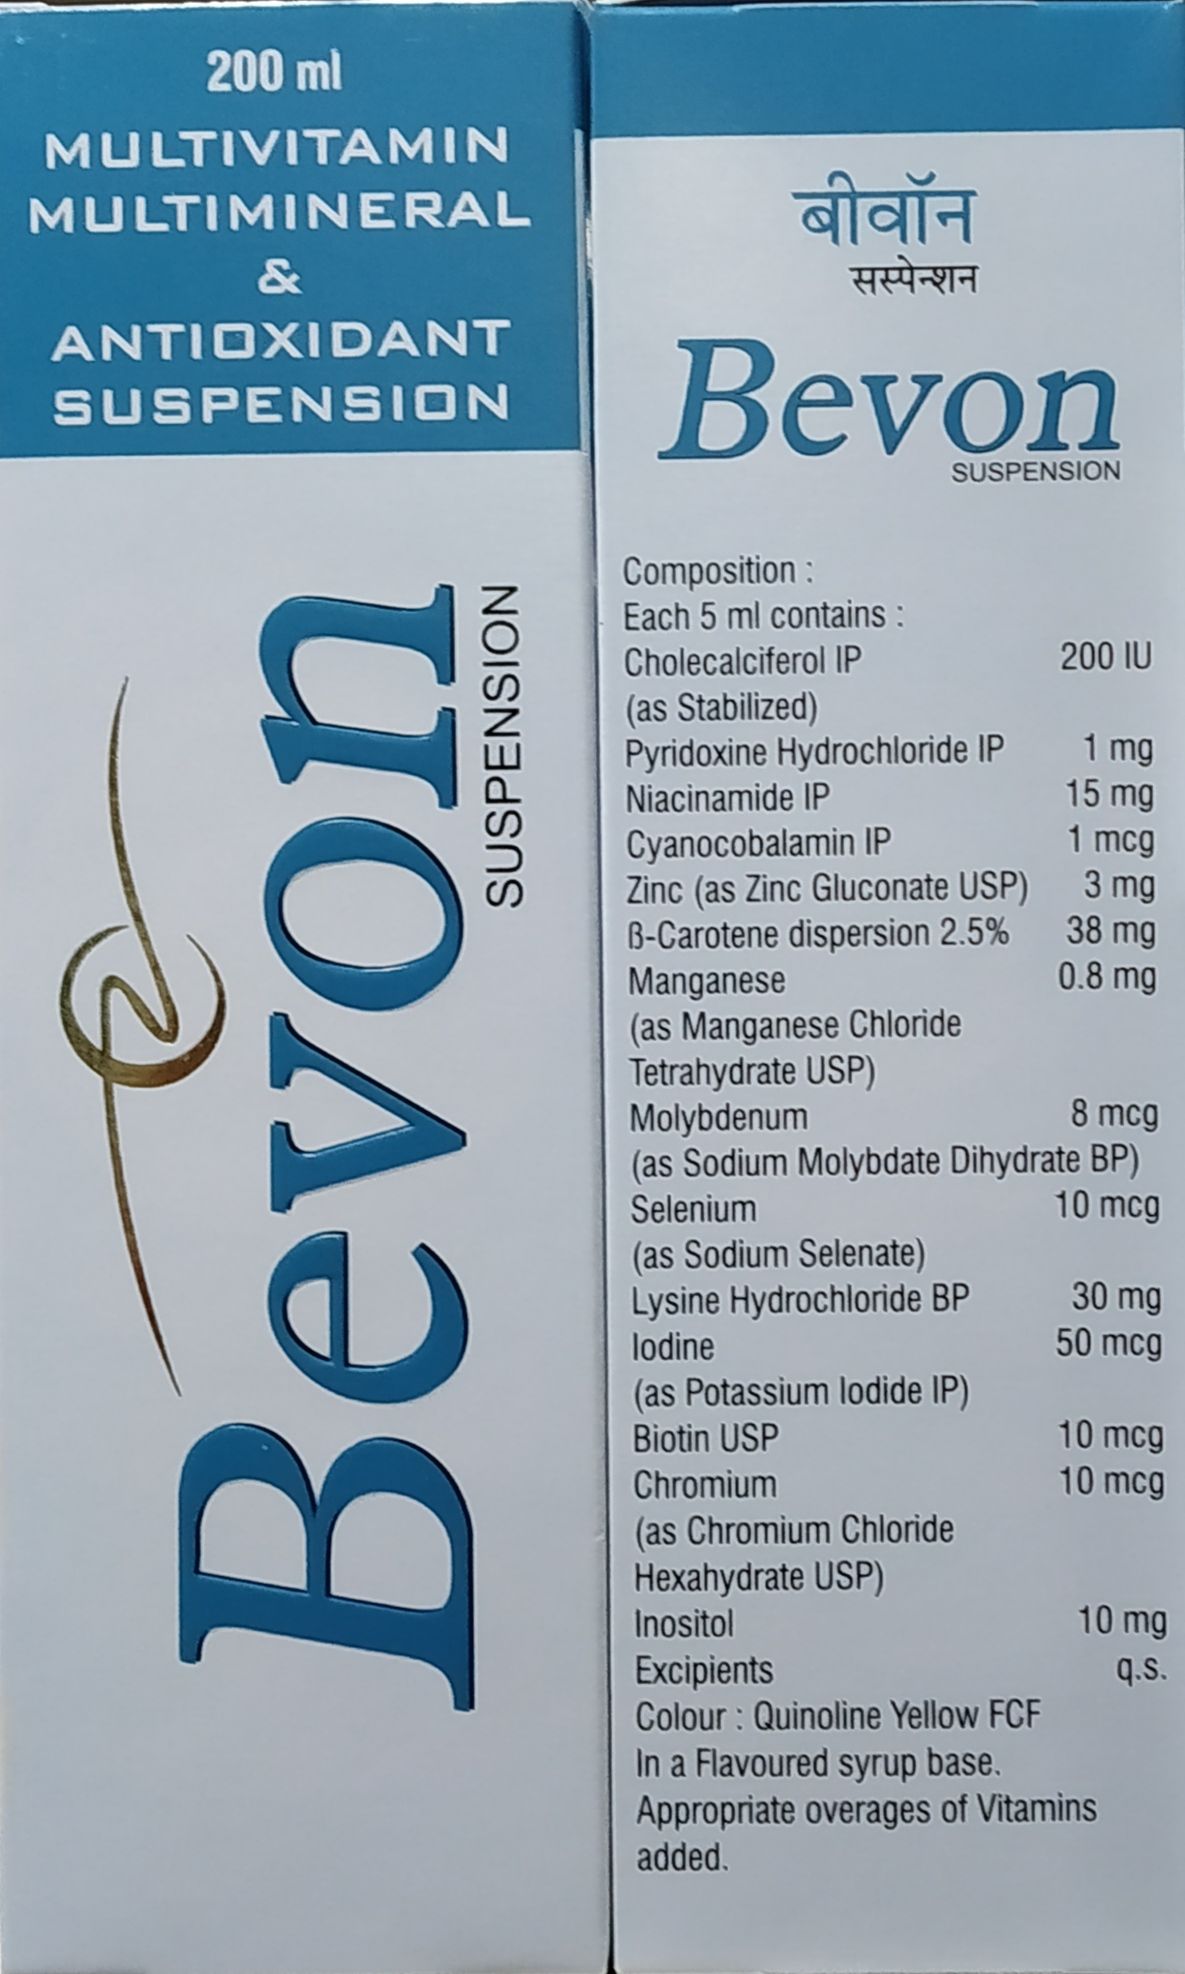 200 ml
MULTIVITAMIN
MULTIMINERAL
&
ANTIOXIDANT
SUSPENSION
Bevon
SUSPENSION
बीवॉन
सस्पेन्शन
Bevon
SUSPENSION
Composition :
Each 5 ml contains :
Cholecalciferol IP 200 IU
(as Stabilized)
Pyridoxine Hydrochloride IP 1 mg
Niacinamide IP 15 mg
Cyanocobalamin IP 1 mcg
Zinc (as Zinc Gluconate USP) 3 mg
ß-Carotene dispersion 2.5% 38 mg
Manganese 0.8 mg
(as Manganese Chloride
Tetrahydrate USP)
Molybdenum 8 mcg
(as Sodium Molybdate Dihydrate BP)
Selenium 10 mcg
(as Sodium Selenate)
Lysine Hydrochloride BP 30 mg
Iodine 50 mcg
(as Potassium Iodide IP)
Biotin USP 10 mcg
Chromium 10 mcg
(as Chromium Chloride
Hexahydrate USP)
Inositol 10 mg
Excipients q.s.
Colour : Quinoline Yellow FCF
In a Flavoured syrup base.
Appropriate overages of Vitamins
added.